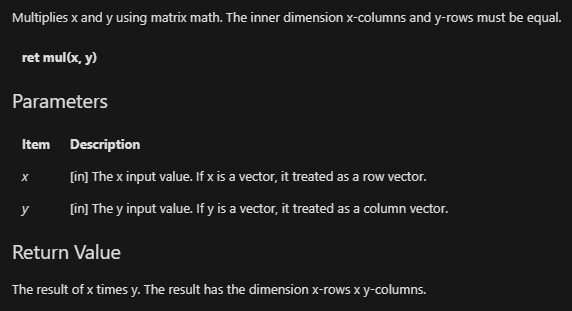 Multiplies x and y using matrix math. The inner dimension x-columns and y-rows must be equal.
ret mul(x, y)
Parameters
Item Description
x [in] The x input value. If x is a vector, it treated as a row vector.
y [in] The y input value. If y is a vector, it treated as a column vector.
Return Value
The result of x times y. The result has the dimension x-rows x y-columns.